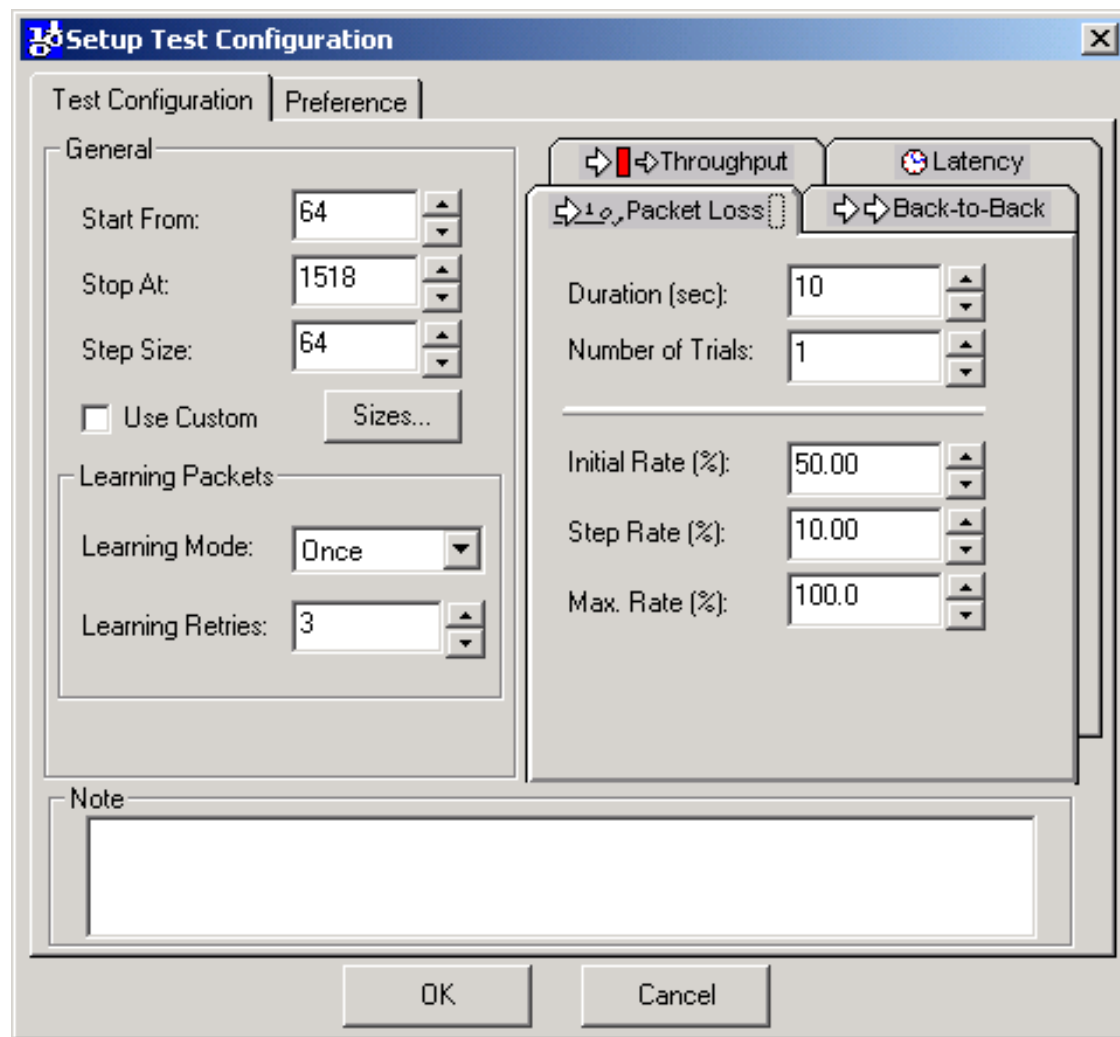 Setup Test Configuration
Test Configuration
Preference
General
Start From:
64
Stop At:
1518
Step Size:
64
Use Custom
Sizes...
Learning Packets
Learning Mode:
Once
Learning Retries:
3
Throughput
Latency
Packet Loss
Back-to-Back
Duration (sec):
10
Number of Trials:
1
Initial Rate (%):
50.00
Step Rate (%):
10.00
Max. Rate (%):
100.0
Note
OK
Cancel